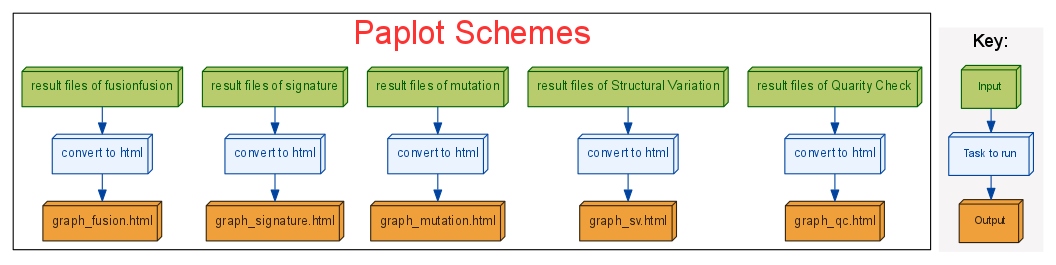 Paplot Schemes
result files of fusionfusion
result files of signature
result files of mutation
result files of Structural Variation
result files of Quarity Check
convert to html
convert to html
convert to html
convert to html
convert to html
graph_fusion.html
graph_signature.html
graph_mutation.html
graph_sv.html
graph_qc.html
Key:
Input
Task to run
Output